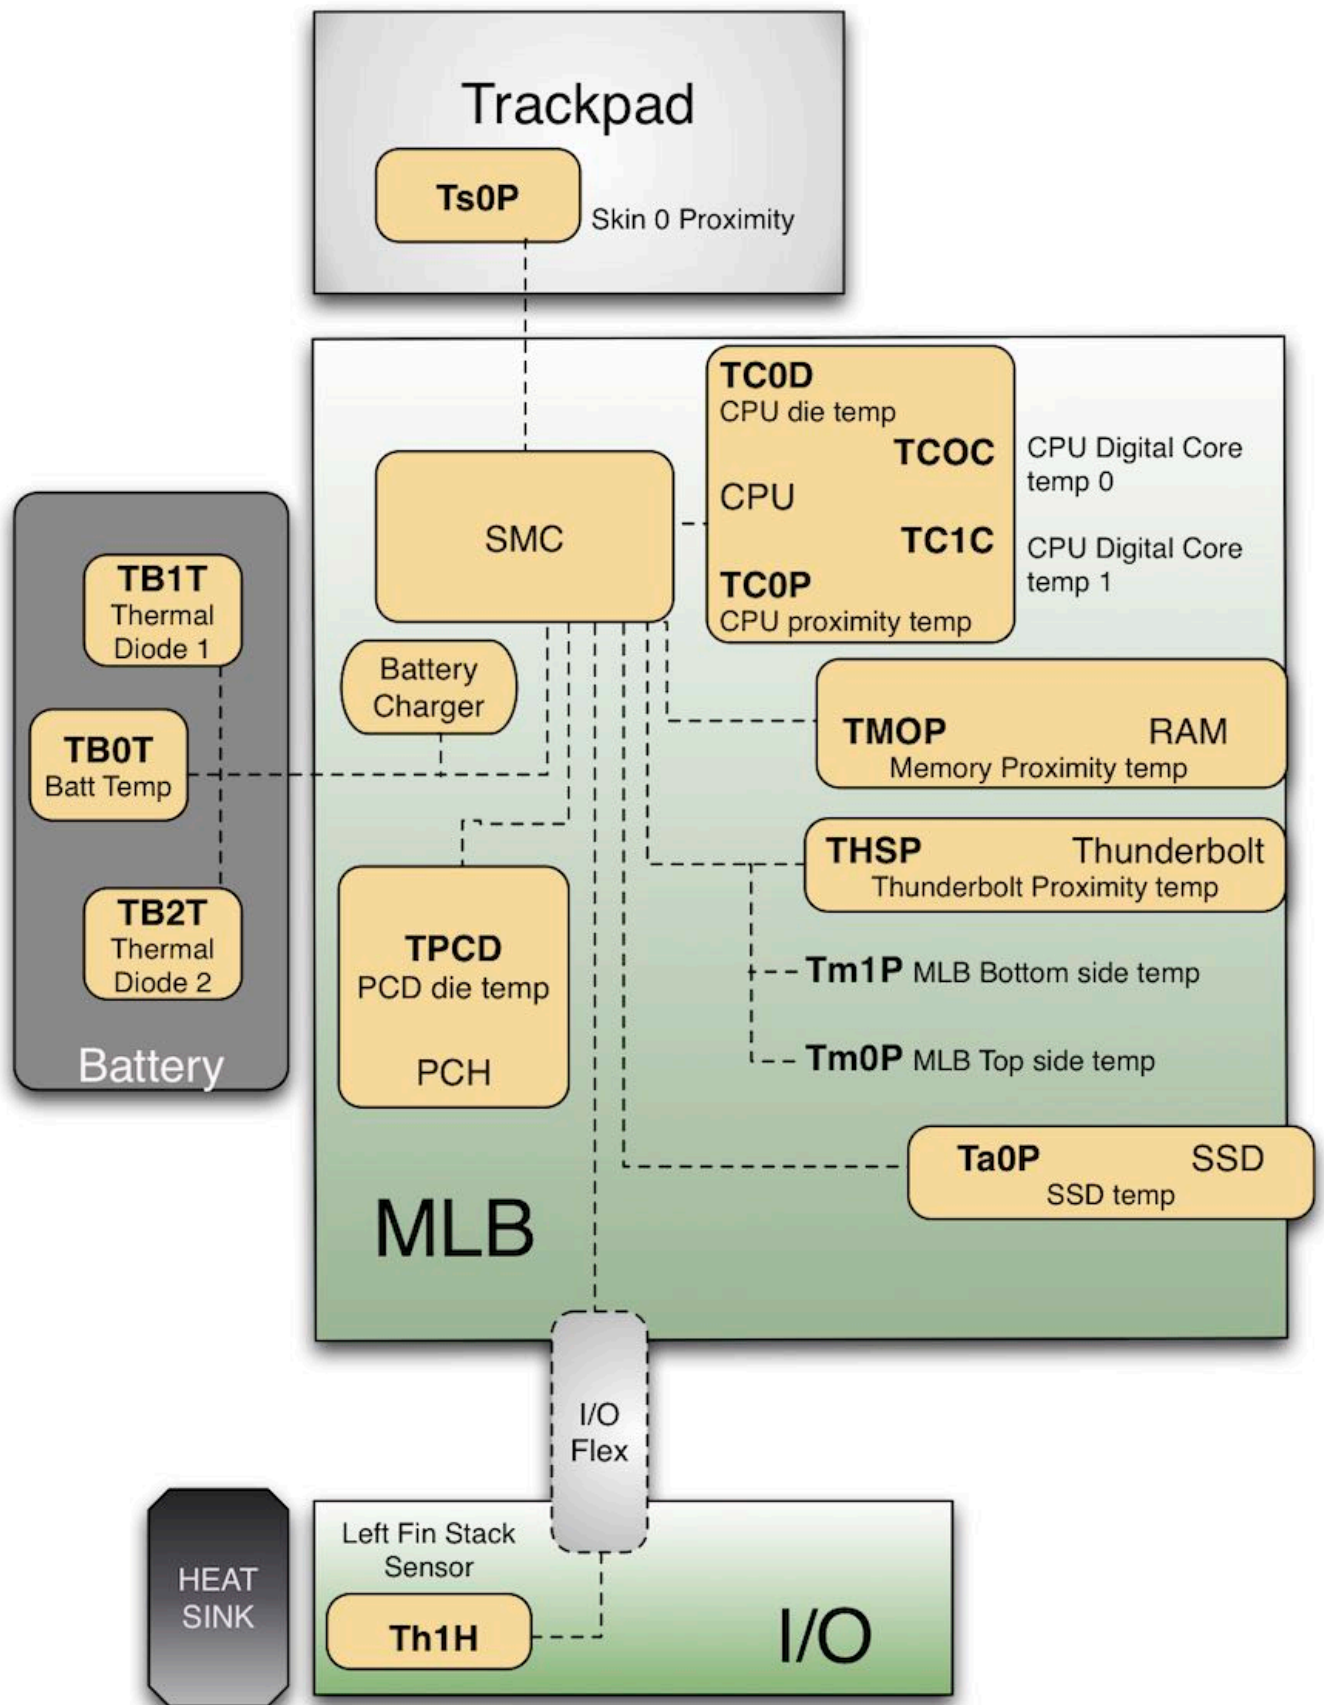 Trackpad
Ts0P
Skin 0 Proximity
TC0D
CPU die temp
TCOC
CPU Digital Core
temp 0
CPU
TC1C
CPU Digital Core
temp 1
TC0P
CPU proximity temp
SMC
TB1T
Thermal
Diode 1
Battery
Charger
TB0T
Batt Temp
TMOP RAM
Memory Proximity temp
THSP Thunderbolt
Thunderbolt Proximity temp
TB2T
Thermal
Diode 2
Battery
TPCD
PCD die temp
PCH
Tm1P MLB Bottom side temp
Tm0P MLB Top side temp
Ta0P SSD
SSD temp
MLB
I/O
Flex
HEAT
SINK
Left Fin Stack
Sensor
Th1H
I/O